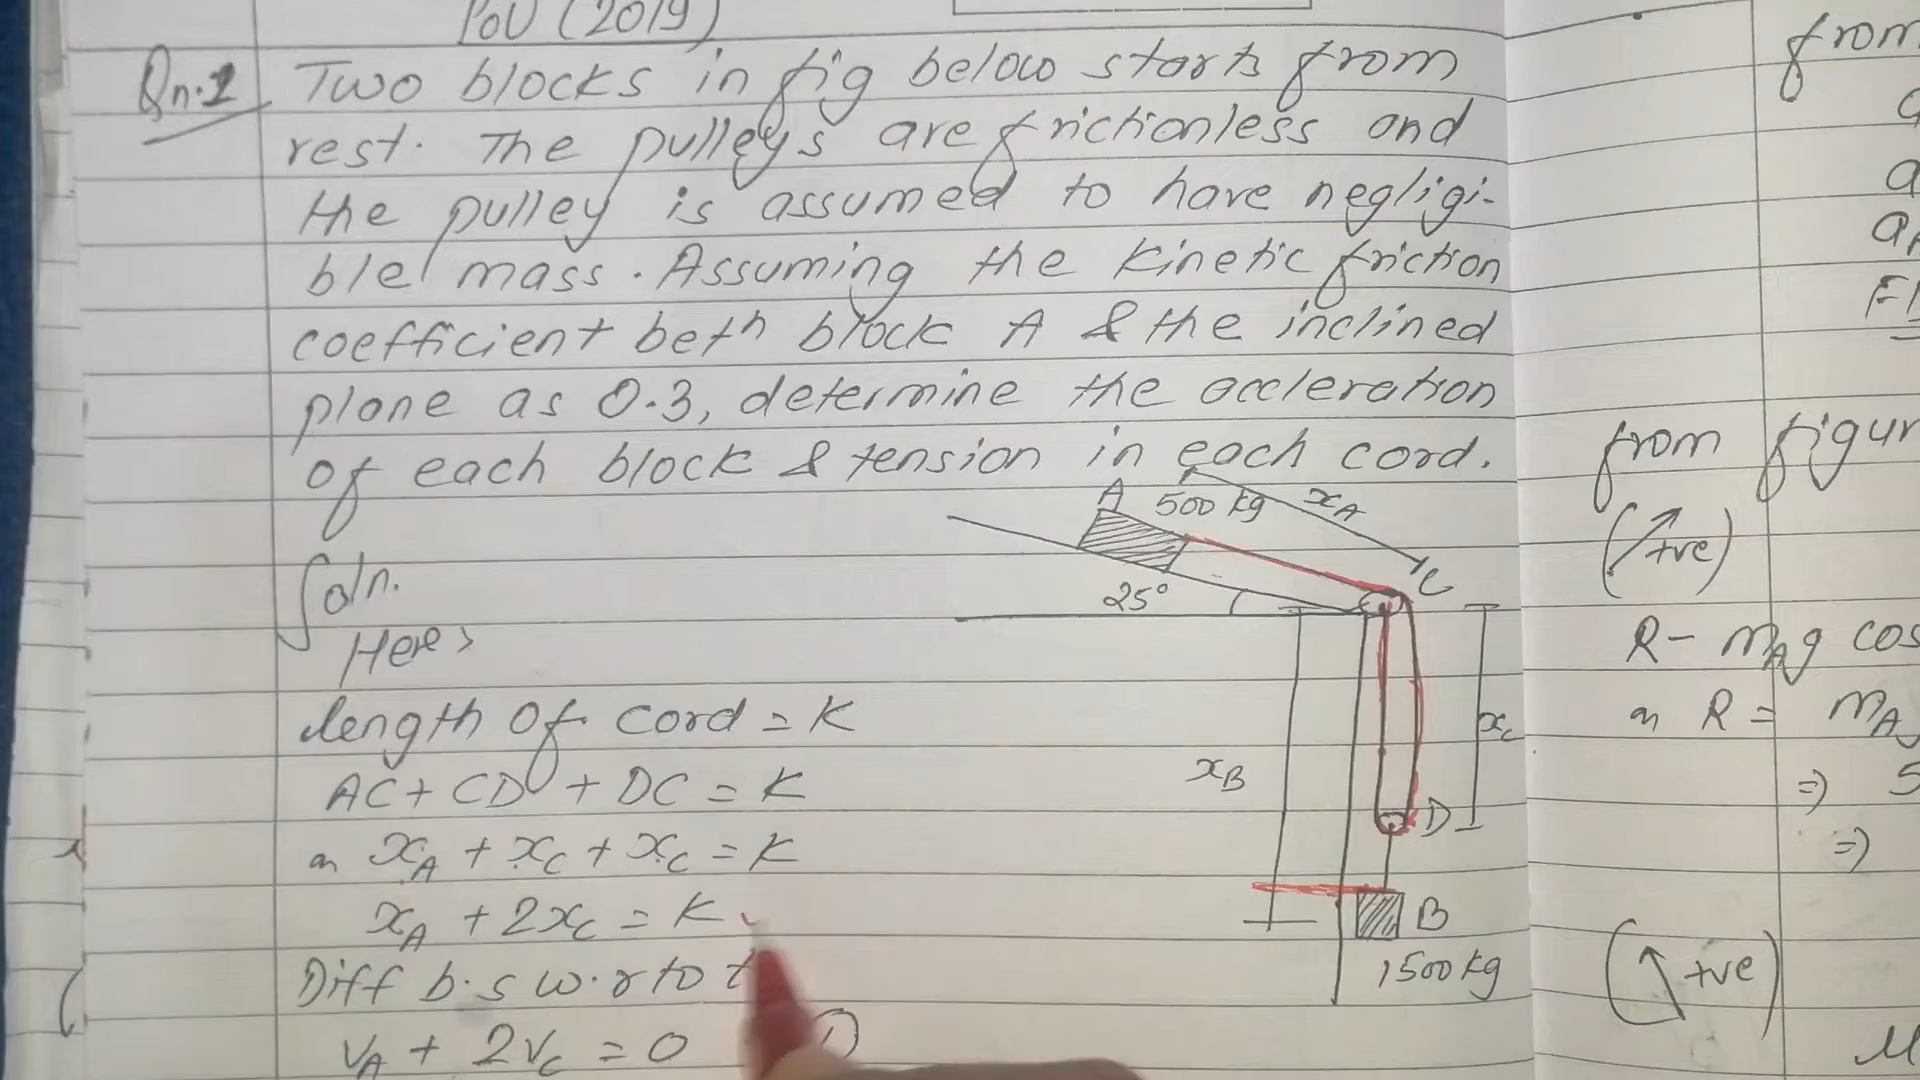 PoU (2019)
Qn.1 Two blocks in fig below starts from
rest. The pulleys are frictionless and
the pulley is assumed to have negligi-
ble mass. Assuming the kinetic friction
coefficient betn block A & the inclined
plane as 0.3, determine the accleration
of each block & tension in each cord.
A 500 kg xA
C
25°
Soln.
Here,
length of cord = K
AC + CD + DC = K
xB
xc
D
xA + xc + xc = K
xA + 2xc = K
B
1500 kg
Diff b.s w.r to t
VA + 2Vc = 0
from
from figur
+ve
R - mAg cos
R = mA
=> 5
=>
+ve